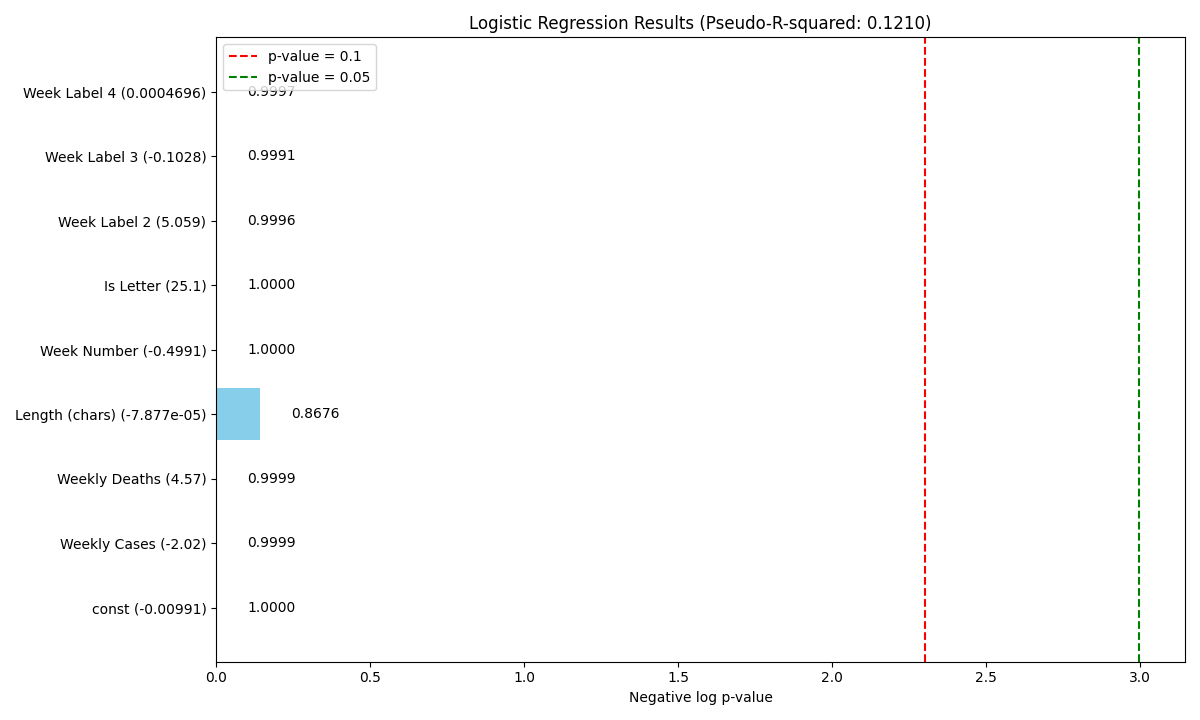 Logistic Regression Results (Pseudo-R-squared: 0.1210)
p-value = 0.1
p-value = 0.05
Week Label 4 (0.0004696) 0.9997
Week Label 3 (-0.1028) 0.9991
Week Label 2 (5.059) 0.9996
Is Letter (25.1) 1.0000
Week Number (-0.4991) 1.0000
Length (chars) (-7.877e-05) 0.8676
Weekly Deaths (4.57) 0.9999
Weekly Cases (-2.02) 0.9999
const (-0.00991) 1.0000
0.0 0.5 1.0 1.5 2.0 2.5 3.0
Negative log p-value